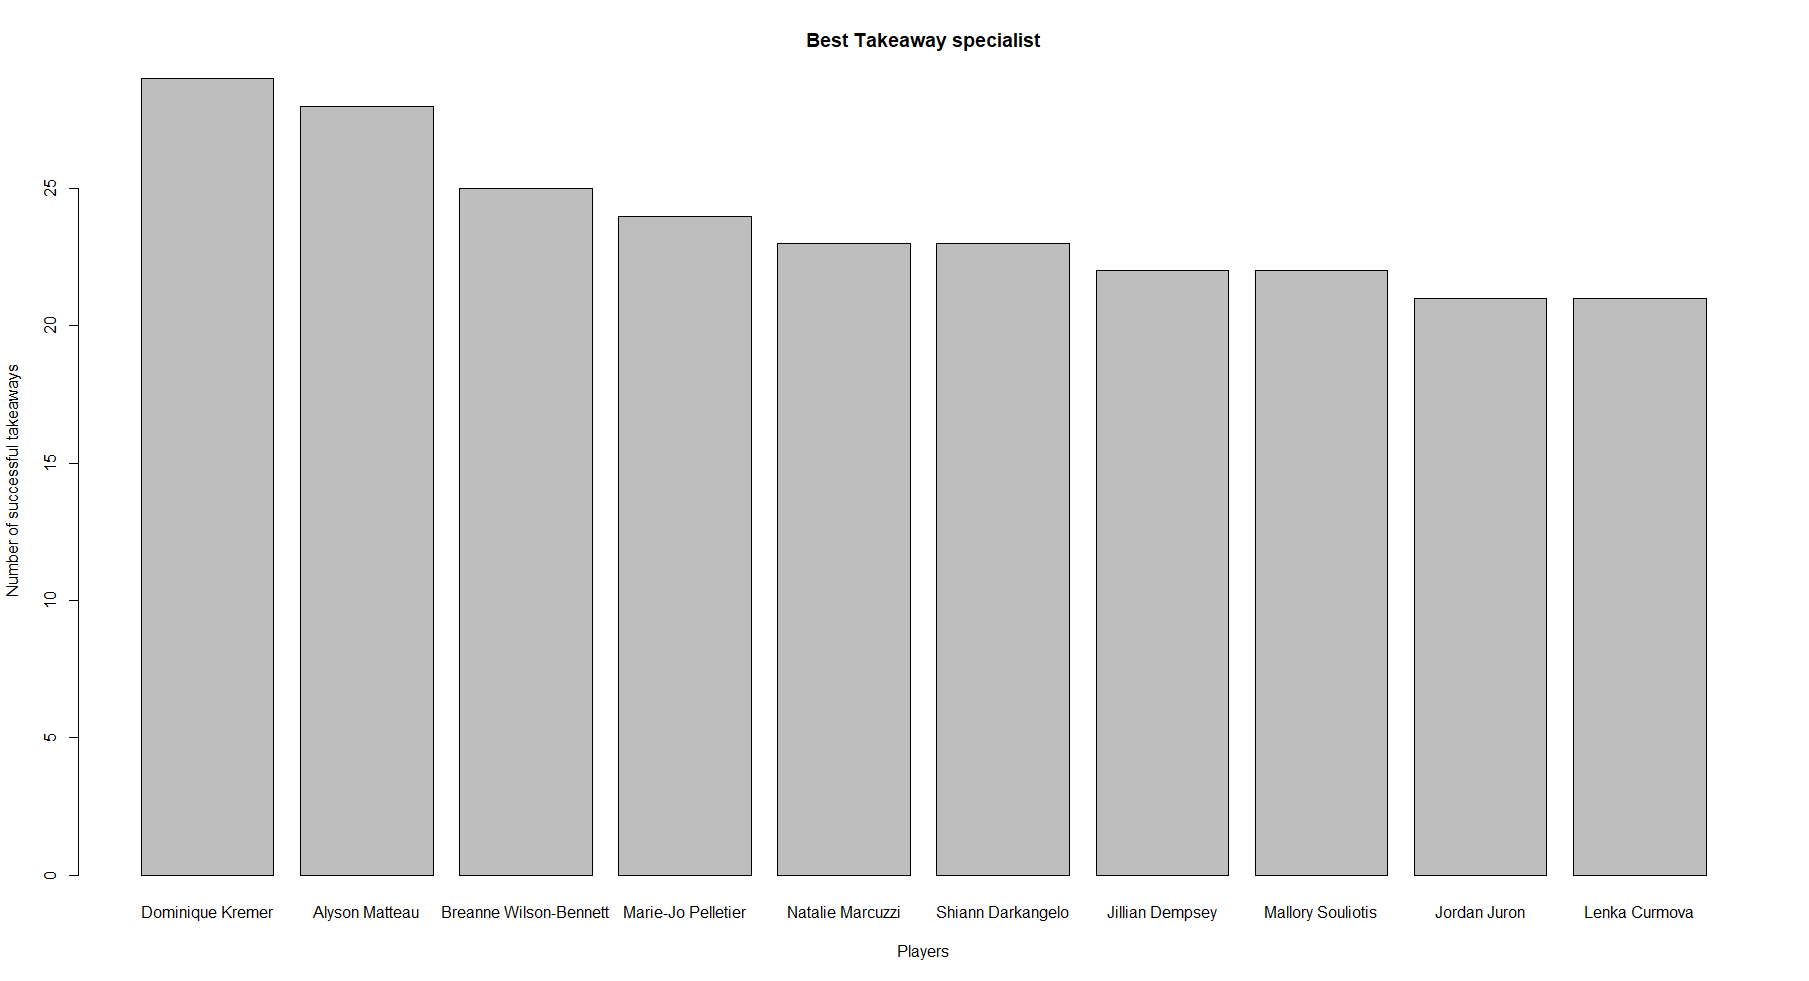 Best Takeaway specialist
Number of successful takeaways
25
20
15
10
5
0
Dominique Kremer Alyson Matteau Breanne Wilson-Bennett Marie-Jo Pelletier Natalie Marcuzzi Shiann Darkangelo Jillian Dempsey Mallory Souliotis Jordan Juron Lenka Curmova
Players